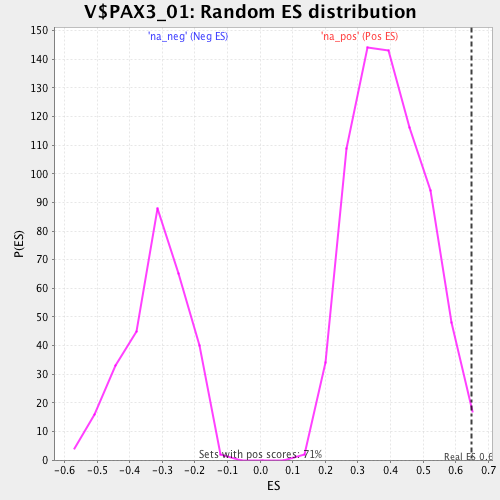 V$PAX3_01: Random ES distribution
'na_neg' (Neg ES) 'na_pos' (Pos ES)
150
140
130
120
110
100
90
80
70
60
50
40
30
20
10
0
P(ES)
Sets with pos scores: 71%
Real ES 0.6
-0.6 -0.5 -0.4 -0.3 -0.2 -0.1 0.0 0.1 0.2 0.3 0.4 0.5 0.6 0.7
ES